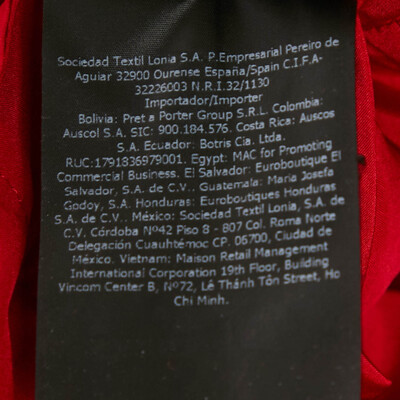 Sociedad Textil Lonia S.A. P.Empresarial Pereiro de
Aguiar 32900 Ourense España/Spain C.I.F.A-
32226003 N.R.I.32/1130
Importador/Importer
Bolivia: Pret a Porter Group S.R.L. Colombia:
Auscol S.A. SIC: 900.184.576. Costa Rica: Auscos
S.A. Ecuador: Botris Cia. Ltda.
RUC:1791836979001. Egypt: MAC for Promoting
Commercial Business. El Salvador: Euroboutique El
Salvador, S.A. de C.V.. Guatemala: Maria Josefa
Godoy, S.A. Honduras: Euroboutiques Honduras
S.A. de C.V.. México: Sociedad Textil Lonia, S.A. de
C.V. Córdoba Nº42 Piso 8 - 807 Col. Roma Norte
Delegación Cuauhtémoc CP. 06700, Ciudad de
México. Vietnam: Maison Retail Management
International Corporation 19th Floor, Building
Vincom Center B, Nº72, Lê Thánh Tôn Street, Ho
Chi Minh.